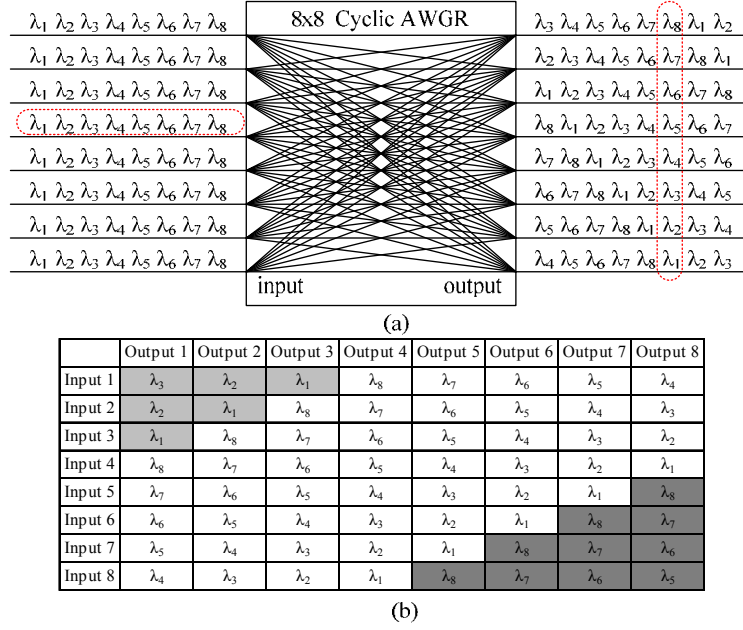 8x8 Cyclic AWGR
λ1 λ2 λ3 λ4 λ5 λ6 λ7 λ8 λ3 λ4 λ5 λ6 λ7 λ8 λ1 λ2
λ1 λ2 λ3 λ4 λ5 λ6 λ7 λ8 λ2 λ3 λ4 λ5 λ6 λ7 λ8 λ1
λ1 λ2 λ3 λ4 λ5 λ6 λ7 λ8 λ1 λ2 λ3 λ4 λ5 λ6 λ7 λ8
λ1 λ2 λ3 λ4 λ5 λ6 λ7 λ8 λ8 λ1 λ2 λ3 λ4 λ5 λ6 λ7
λ1 λ2 λ3 λ4 λ5 λ6 λ7 λ8 λ7 λ8 λ1 λ2 λ3 λ4 λ5 λ6
λ1 λ2 λ3 λ4 λ5 λ6 λ7 λ8 λ6 λ7 λ8 λ1 λ2 λ3 λ4 λ5
λ1 λ2 λ3 λ4 λ5 λ6 λ7 λ8 λ5 λ6 λ7 λ8 λ1 λ2 λ3 λ4
λ1 λ2 λ3 λ4 λ5 λ6 λ7 λ8 λ4 λ5 λ6 λ7 λ8 λ1 λ2 λ3
input output
(a)
Output 1 Output 2 Output 3 Output 4 Output 5 Output 6 Output 7 Output 8
Input 1 λ3 λ2 λ1 λ8 λ7 λ6 λ5 λ4
Input 2 λ2 λ1 λ8 λ7 λ6 λ5 λ4 λ3
Input 3 λ1 λ8 λ7 λ6 λ5 λ4 λ3 λ2
Input 4 λ8 λ7 λ6 λ5 λ4 λ3 λ2 λ1
Input 5 λ7 λ6 λ5 λ4 λ3 λ2 λ1 λ8
Input 6 λ6 λ5 λ4 λ3 λ2 λ1 λ8 λ7
Input 7 λ5 λ4 λ3 λ2 λ1 λ8 λ7 λ6
Input 8 λ4 λ3 λ2 λ1 λ8 λ7 λ6 λ5
(b)